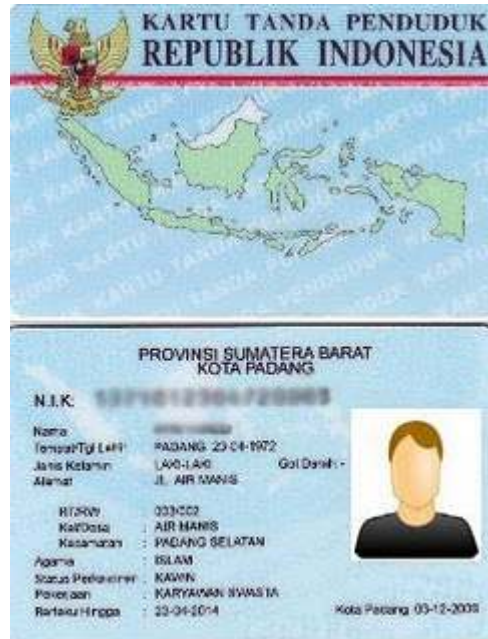 KARTU TANDA PENDUDUK
REPUBLIK INDONESIA
PROVINSI SUMATERA BARAT
KOTA PADANG
N.I.K.
Nama
Tempat/Tgl Lahir : PADANG 23-04-1972
Jenis Kelamin : LAKI-LAKI Gol Darah: -
Alamat : JL. AIR MANIS
RT/RW : 003/002
Kel/Desa : AIR MANIS
Kecamatan : PADANG SELATAN
Agama : ISLAM
Status Perkawinan : KAWIN
Pekerjaan : KARYAWAN SWASTA
Berlaku Hingga : 23-04-2014 Kota Padang, 03-12-2009